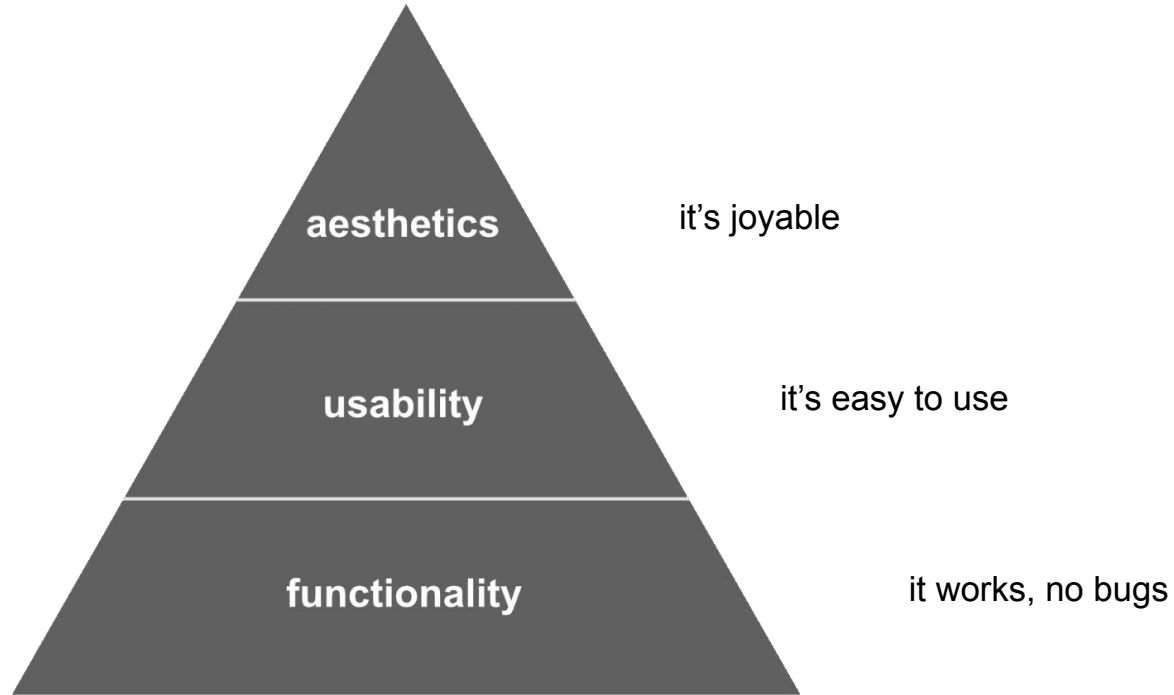 aesthetics
it’s joyable
usability
it’s easy to use
functionality
it works, no bugs